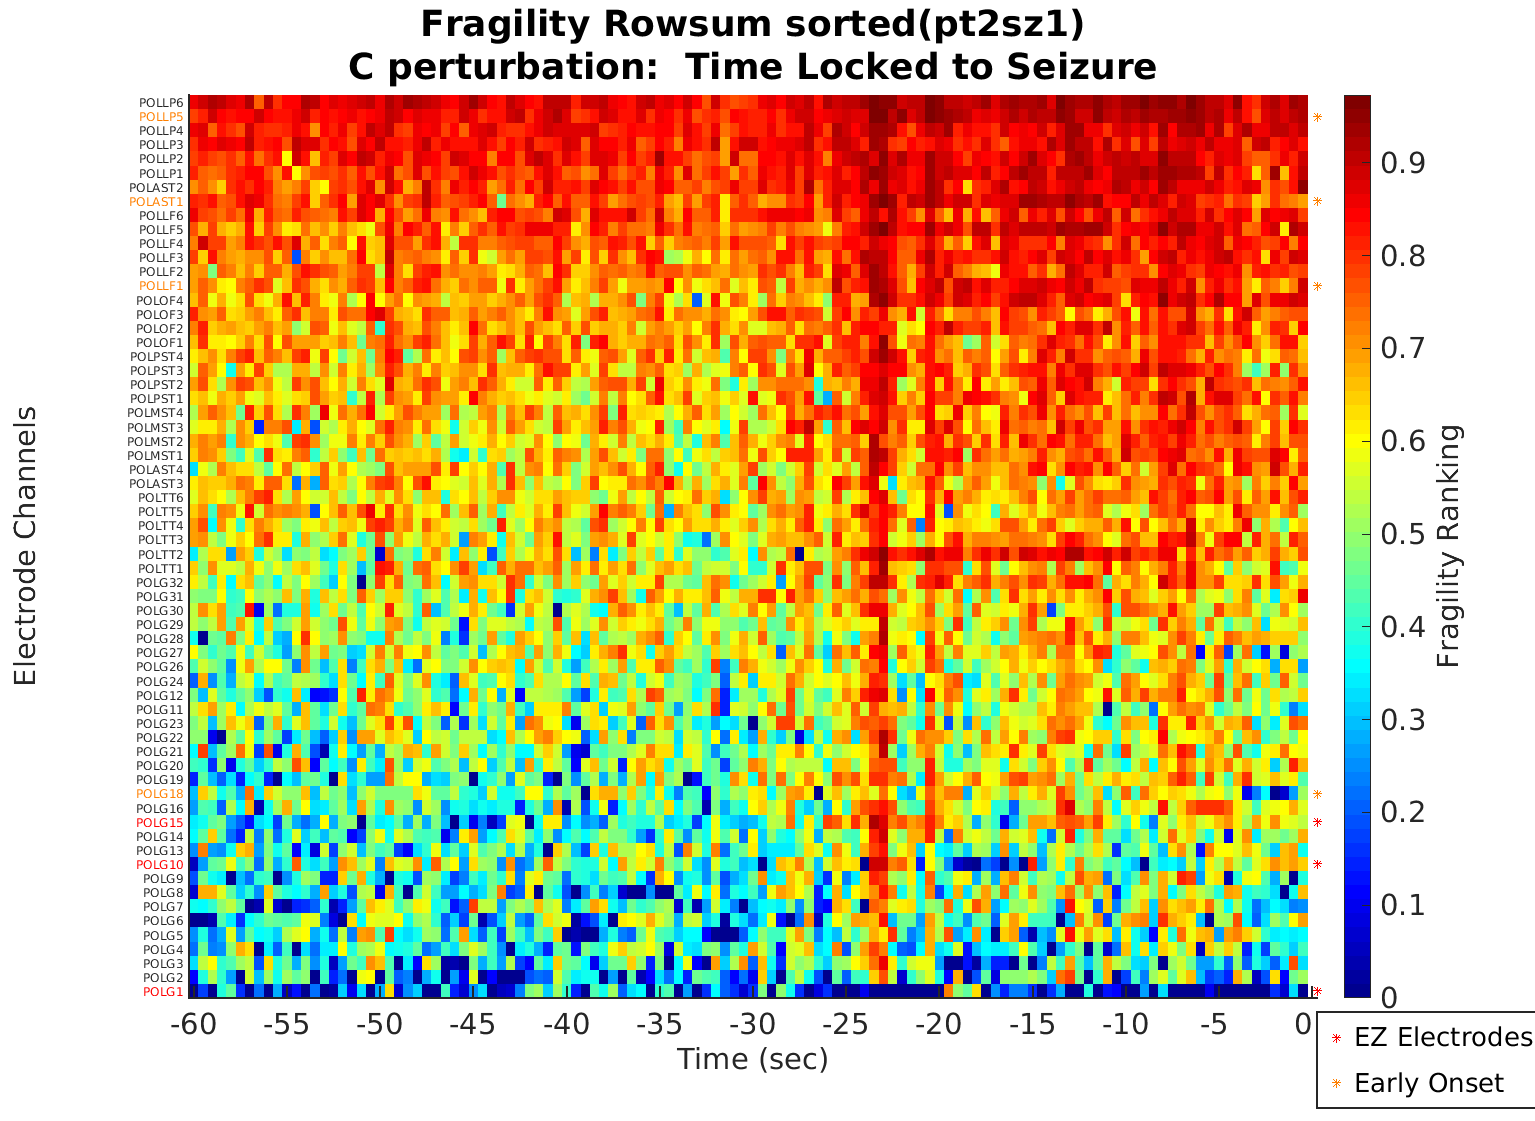 Fragility Rowsum sorted(pt2sz1)
C perturbation:  Time Locked to Seizure
Electrode Channels
POLLP6
POLLP5
POLLP4
POLLP3
POLLP2
POLLP1
POLAST2
POLAST1
POLLF6
POLLF5
POLLF4
POLLF3
POLLF2
POLLF1
POLOF4
POLOF3
POLOF2
POLOF1
POLPST4
POLPST3
POLPST2
POLPST1
POLMST4
POLMST3
POLMST2
POLMST1
POLAST4
POLAST3
POLTT6
POLTT5
POLTT4
POLTT3
POLTT2
POLTT1
POLG32
POLG31
POLG30
POLG29
POLG28
POLG27
POLG26
POLG24
POLG12
POLG11
POLG23
POLG22
POLG21
POLG20
POLG19
POLG18
POLG16
POLG15
POLG14
POLG13
POLG10
POLG9
POLG8
POLG7
POLG6
POLG5
POLG4
POLG3
POLG2
POLG1
-60 -55 -50 -45 -40 -35 -30 -25 -20 -15 -10 -5 0
Time (sec)
0.9
0.8
0.7
0.6
0.5
0.4
0.3
0.2
0.1
0
Fragility Ranking
EZ Electrodes
Early Onset